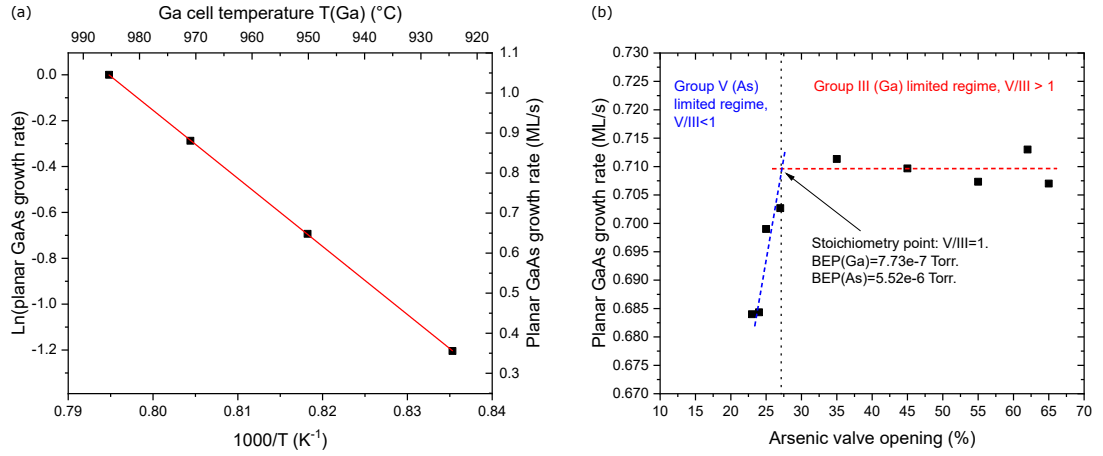 (a)
Ga cell temperature T(Ga) (°C)
990 985 980 975 970 965 960 955 950 945 940 935 930 925 920
Ln(planar GaAs growth rate)
0.0
-0.2
-0.4
-0.6
-0.8
-1.0
-1.2
1.1
1.0
0.9
0.8
0.7
0.6
0.5
0.4
0.3
Planar GaAs growth rate (ML/s)
0.79 0.80 0.81 0.82 0.83 0.84
1000/T (K⁻¹)
(b)
Planar GaAs growth rate (ML/s)
0.730
0.725
0.720
0.715
0.710
0.705
0.700
0.695
0.690
0.685
0.680
0.675
0.670
Group V (As)
limited regime,
V/III<1
Group III (Ga) limited regime, V/III > 1
Stoichiometry point: V/III=1.
BEP(Ga)=7.73e-7 Torr.
BEP(As)=5.52e-6 Torr.
10 15 20 25 30 35 40 45 50 55 60 65 70
Arsenic valve opening (%)